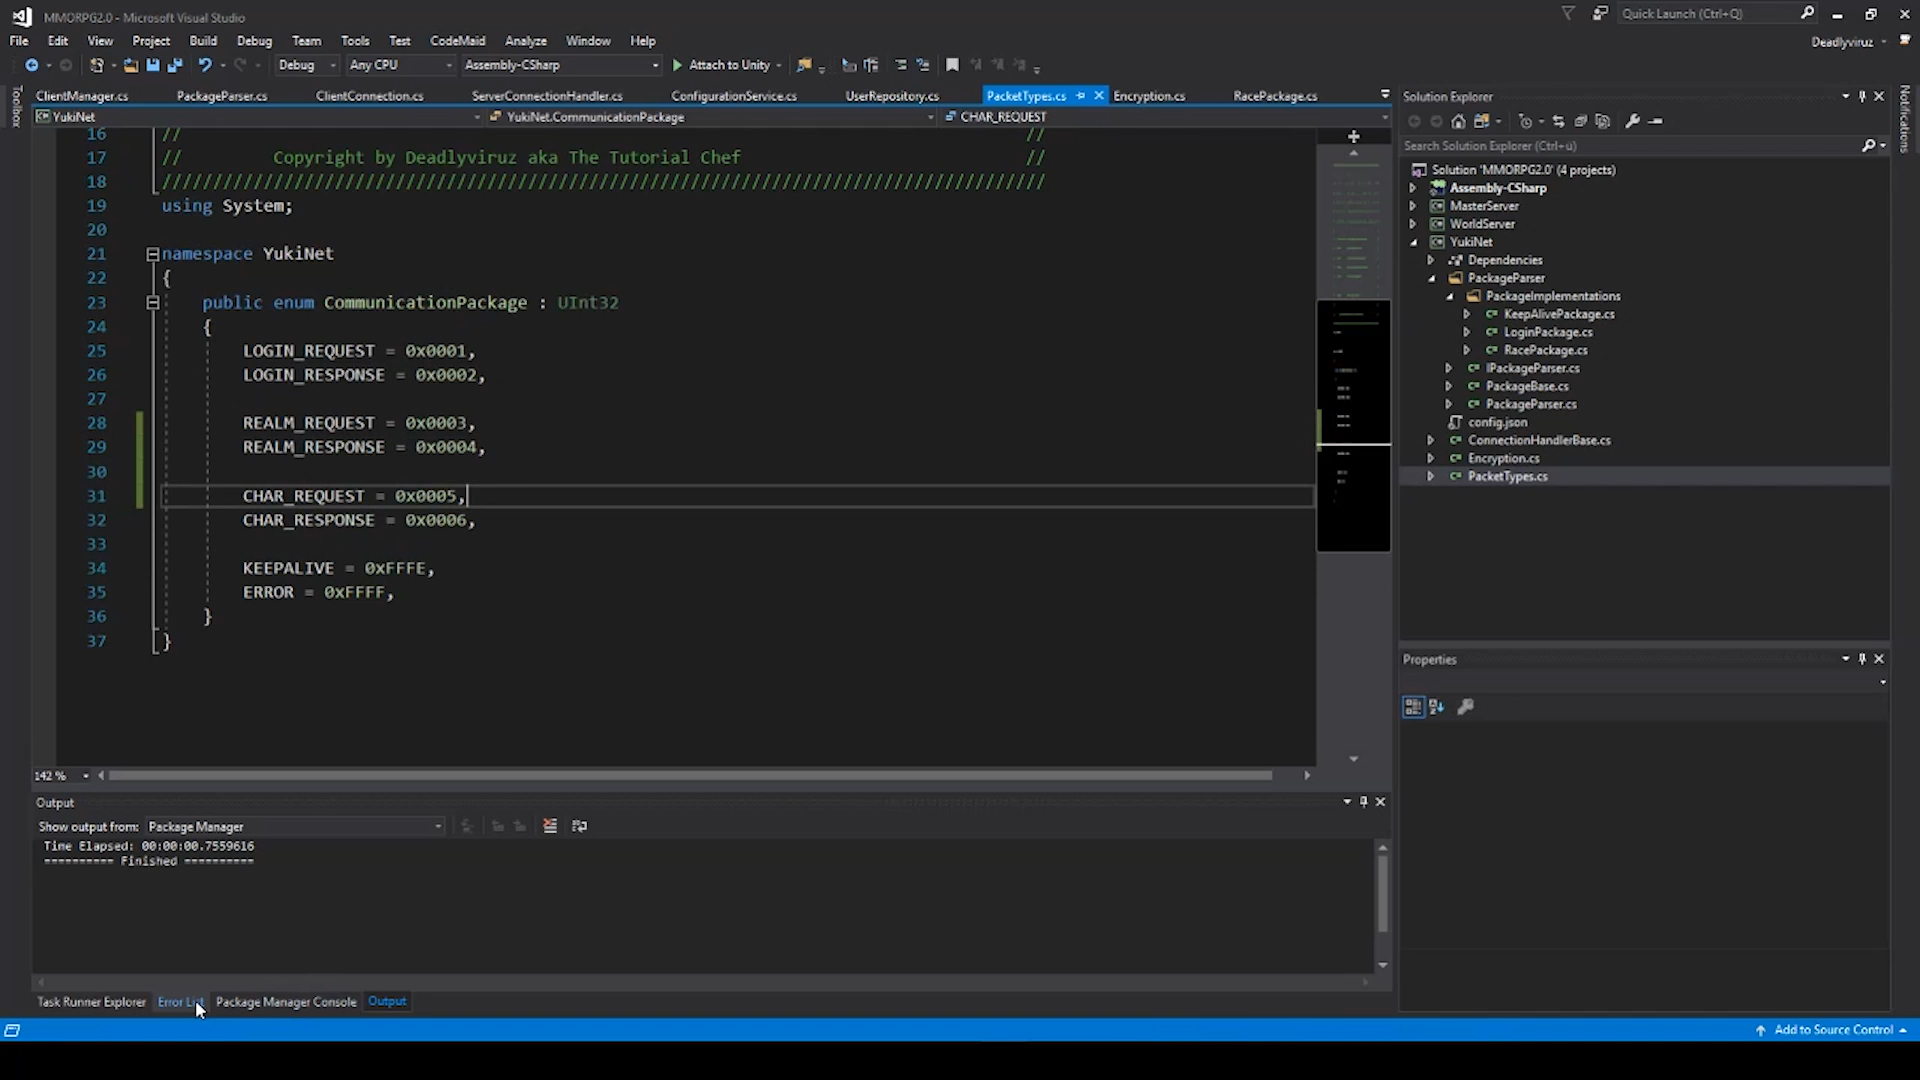 MMORPG2.0 - Microsoft Visual Studio
Quick Launch (Ctrl+Q)
File Edit View Project Build Debug Team Tools Test CodeMaid Analyze Window Help
Deadlyviruz
Debug Any CPU Assembly-CSharp Attach to Unity
Toolbox
ClientManager.cs PackageParser.cs ClientConnection.cs ServerConnectionHandler.cs ConfigurationService.cs UserRepository.cs PacketTypes.cs Encryption.cs RacePackage.cs
YukiNet YukiNet.CommunicationPackage CHAR_REQUEST
16 // //
17 // Copyright by Deadlyviruz aka The Tutorial Chef //
18 ///////////////////////////////////////////////////////////////////////////////////////
19 using System;
20
21 namespace YukiNet
22 {
23 public enum CommunicationPackage : UInt32
24 {
25 LOGIN_REQUEST = 0x0001,
26 LOGIN_RESPONSE = 0x0002,
27
28 REALM_REQUEST = 0x0003,
29 REALM_RESPONSE = 0x0004,
30
31 CHAR_REQUEST = 0x0005,
32 CHAR_RESPONSE = 0x0006,
33
34 KEEPALIVE = 0xFFFE,
35 ERROR = 0xFFFF,
36 }
37 }
142 %
Output
Show output from: Package Manager
Time Elapsed: 00:00:00.7559616
========== Finished ==========
Task Runner Explorer Error List Package Manager Console Output
Solution Explorer
Search Solution Explorer (Ctrl+ü)
Solution 'MMORPG2.0' (4 projects)
Assembly-CSharp
MasterServer
WorldServer
YukiNet
Dependencies
PackageParser
PackageImplementations
KeepAlivePackage.cs
LoginPackage.cs
RacePackage.cs
IPackageParser.cs
PackageBase.cs
PackageParser.cs
config.json
ConnectionHandlerBase.cs
Encryption.cs
PacketTypes.cs
Properties
Notifications
Add to Source Control